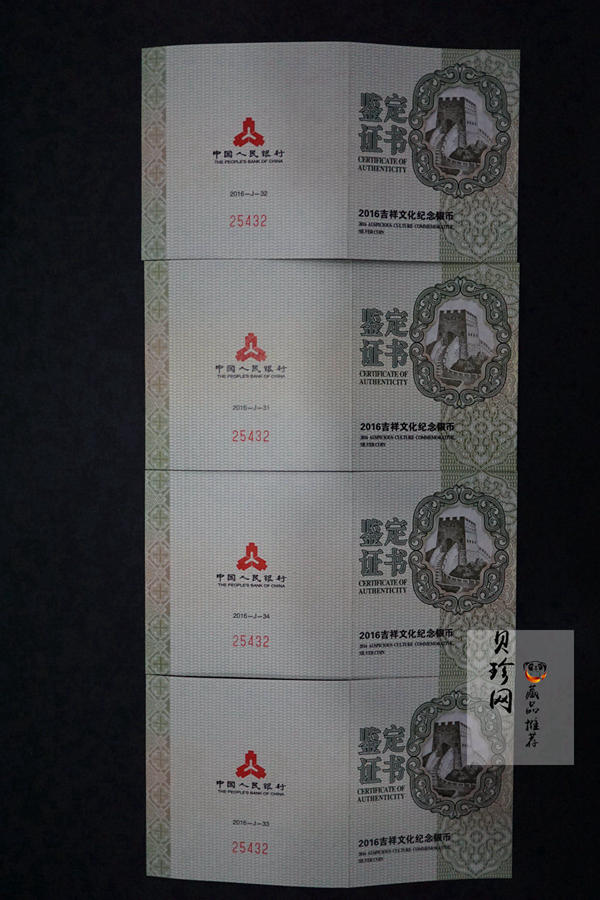 中国人民银行
THE PEOPLE'S BANK OF CHINA
2016-J-32
25432
鉴定
证书
CERTIFICATE OF
AUTHENTICITY
2016吉祥文化纪念银币
2016 AUSPICIOUS CULTURE COMMEMORATIVE
SILVER COIN
中国人民银行
THE PEOPLE'S BANK OF CHINA
2016-J-31
25432
鉴定
证书
CERTIFICATE OF
AUTHENTICITY
2016吉祥文化纪念银币
2016 AUSPICIOUS CULTURE COMMEMORATIVE
SILVER COIN
中国人民银行
THE PEOPLE'S BANK OF CHINA
2016-J-34
25432
鉴定
证书
CERTIFICATE OF
AUTHENTICITY
2016吉祥文化纪念银币
2016 AUSPICIOUS CULTURE COMMEMORATIVE
SILVER COIN
中国人民银行
THE PEOPLE'S BANK OF CHINA
2016-J-33
25432
鉴定
证书
CERTIFICATE OF
AUTHENTICITY
2016吉祥文化纪念银币
2016 AUSPICIOUS CULTURE COMMEMORATIVE
SILVER COIN
贝珍网
藏品推荐